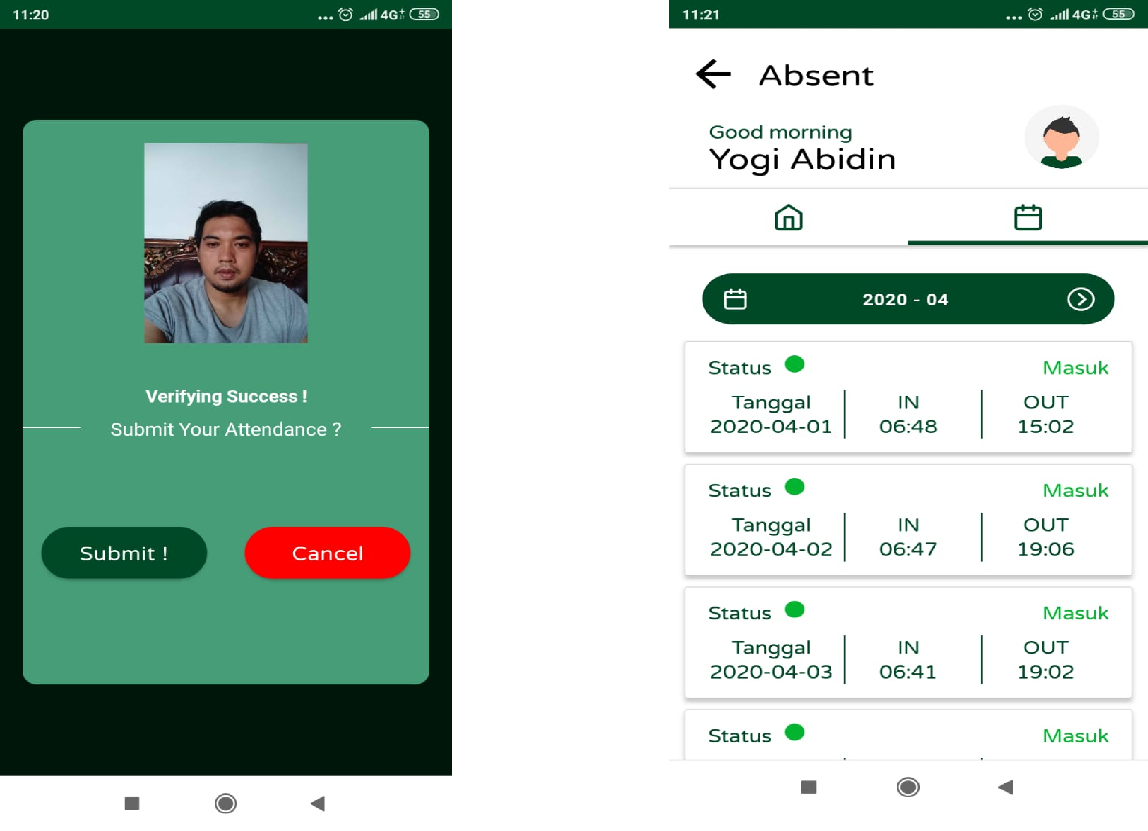 11:20
... 4G+ 55
Verifying Success !
Submit Your Attendance ?
Submit !
Cancel
11:21
... 4G+ 55
Absent
Good morning
Yogi Abidin
2020 - 04
Status Masuk
Tanggal IN OUT
2020-04-01 06:48 15:02
Status Masuk
Tanggal IN OUT
2020-04-02 06:47 19:06
Status Masuk
Tanggal IN OUT
2020-04-03 06:41 19:02
Status Masuk